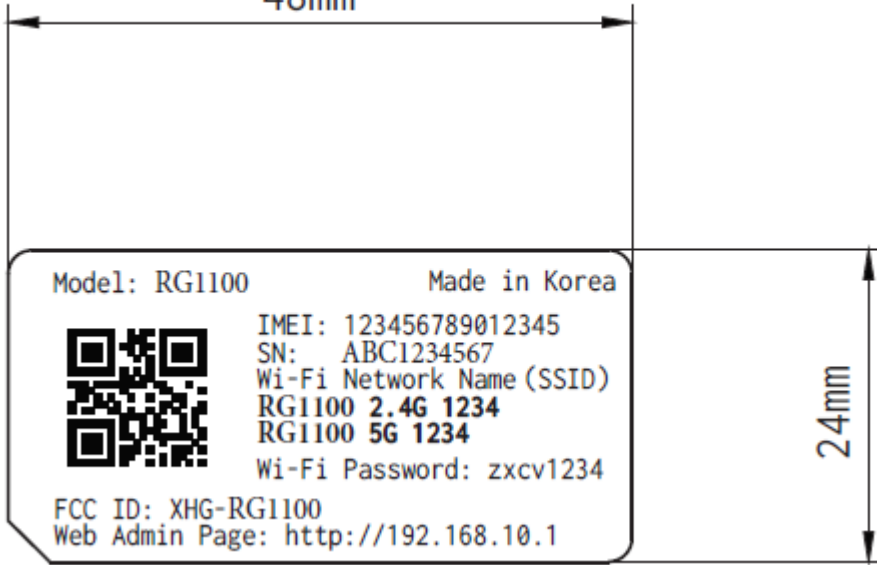 48mm
Model: RG1100 Made in Korea
IMEI: 123456789012345
SN: ABC1234567
Wi-Fi Network Name (SSID)
RG1100 2.4G 1234
RG1100 5G 1234
Wi-Fi Password: zxcv1234
FCC ID: XHG-RG1100
Web Admin Page: http://192.168.10.1
24mm